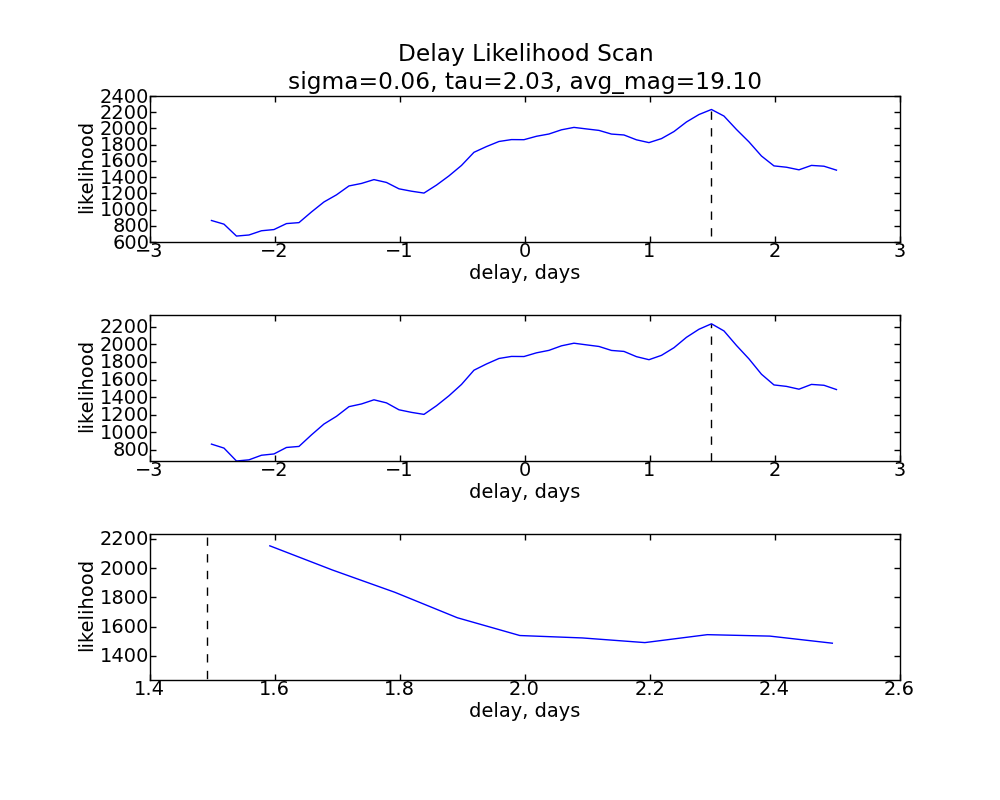 Delay Likelihood Scan
sigma=0.06, tau=2.03, avg_mag=19.10
2400
2200
2000
1800
1600
1400
1200
1000
800
600
likelihood
−3 −2 −1 0 1 2 3
delay, days
2200
2000
1800
1600
1400
1200
1000
800
likelihood
−3 −2 −1 0 1 2 3
delay, days
2200
2000
1800
1600
1400
likelihood
1.4 1.6 1.8 2.0 2.2 2.4 2.6
delay, days